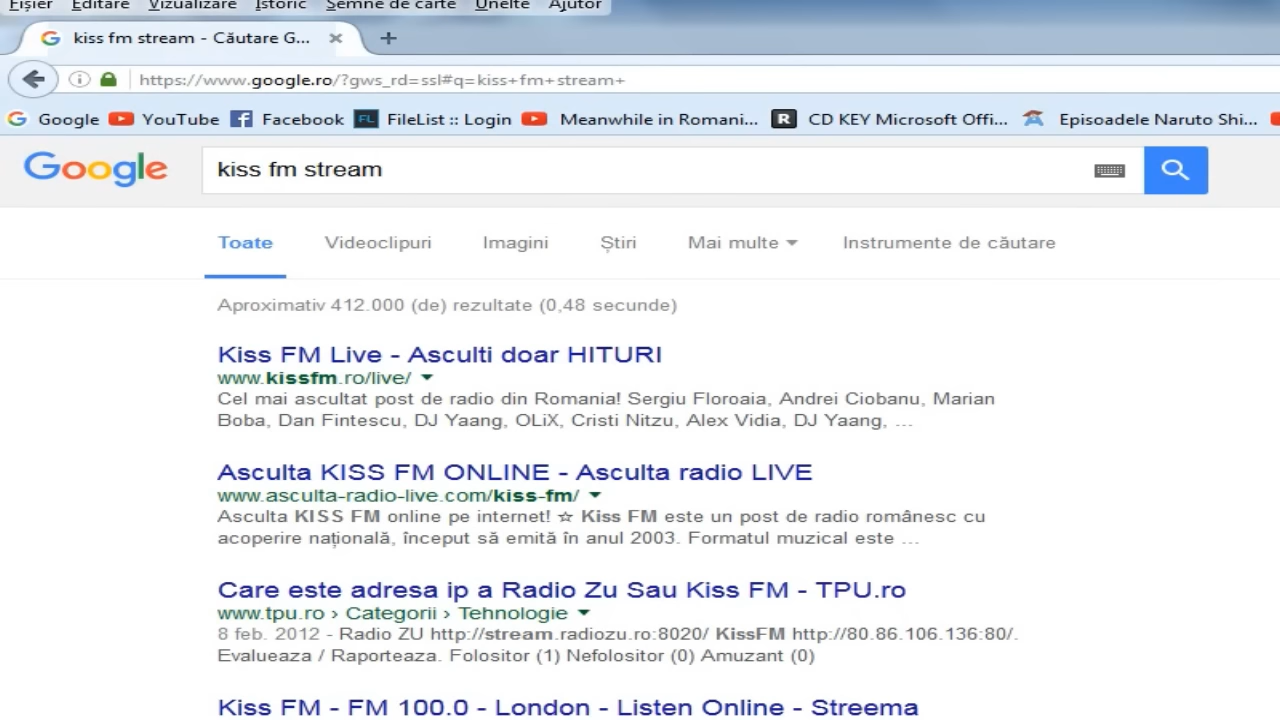 Fișier Editare Vizualizare Istoric Semne de carte Unelte Ajutor
kiss fm stream - Căutare G...
https://www.google.ro/?gws_rd=ssl#q=kiss+fm+stream+
Google YouTube Facebook FL FileList :: Login Meanwhile in Romani... R CD KEY Microsoft Offi... Episoadele Naruto Shi...
Google kiss fm stream
Toate Videoclipuri Imagini Știri Mai multe Instrumente de căutare
Aproximativ 412.000 (de) rezultate (0,48 secunde)
Kiss FM Live - Asculti doar HITURI
www.kissfm.ro/live/
Cel mai ascultat post de radio din Romania! Sergiu Floroaia, Andrei Ciobanu, Marian
Boba, Dan Fintescu, DJ Yaang, OLiX, Cristi Nitzu, Alex Vidia, DJ Yaang, ...
Asculta KISS FM ONLINE - Asculta radio LIVE
www.asculta-radio-live.com/kiss-fm/
Asculta KISS FM online pe internet! ☆ Kiss FM este un post de radio românesc cu
acoperire națională, început să emită în anul 2003. Formatul muzical este ...
Care este adresa ip a Radio Zu Sau Kiss FM - TPU.ro
www.tpu.ro › Categorii › Tehnologie
8 feb. 2012 - Radio ZU http://stream.radiozu.ro:8020/ KissFM http://80.86.106.136:80/.
Evalueaza / Raporteaza. Folositor (1) Nefolositor (0) Amuzant (0)
Kiss FM - FM 100.0 - London - Listen Online - Streema